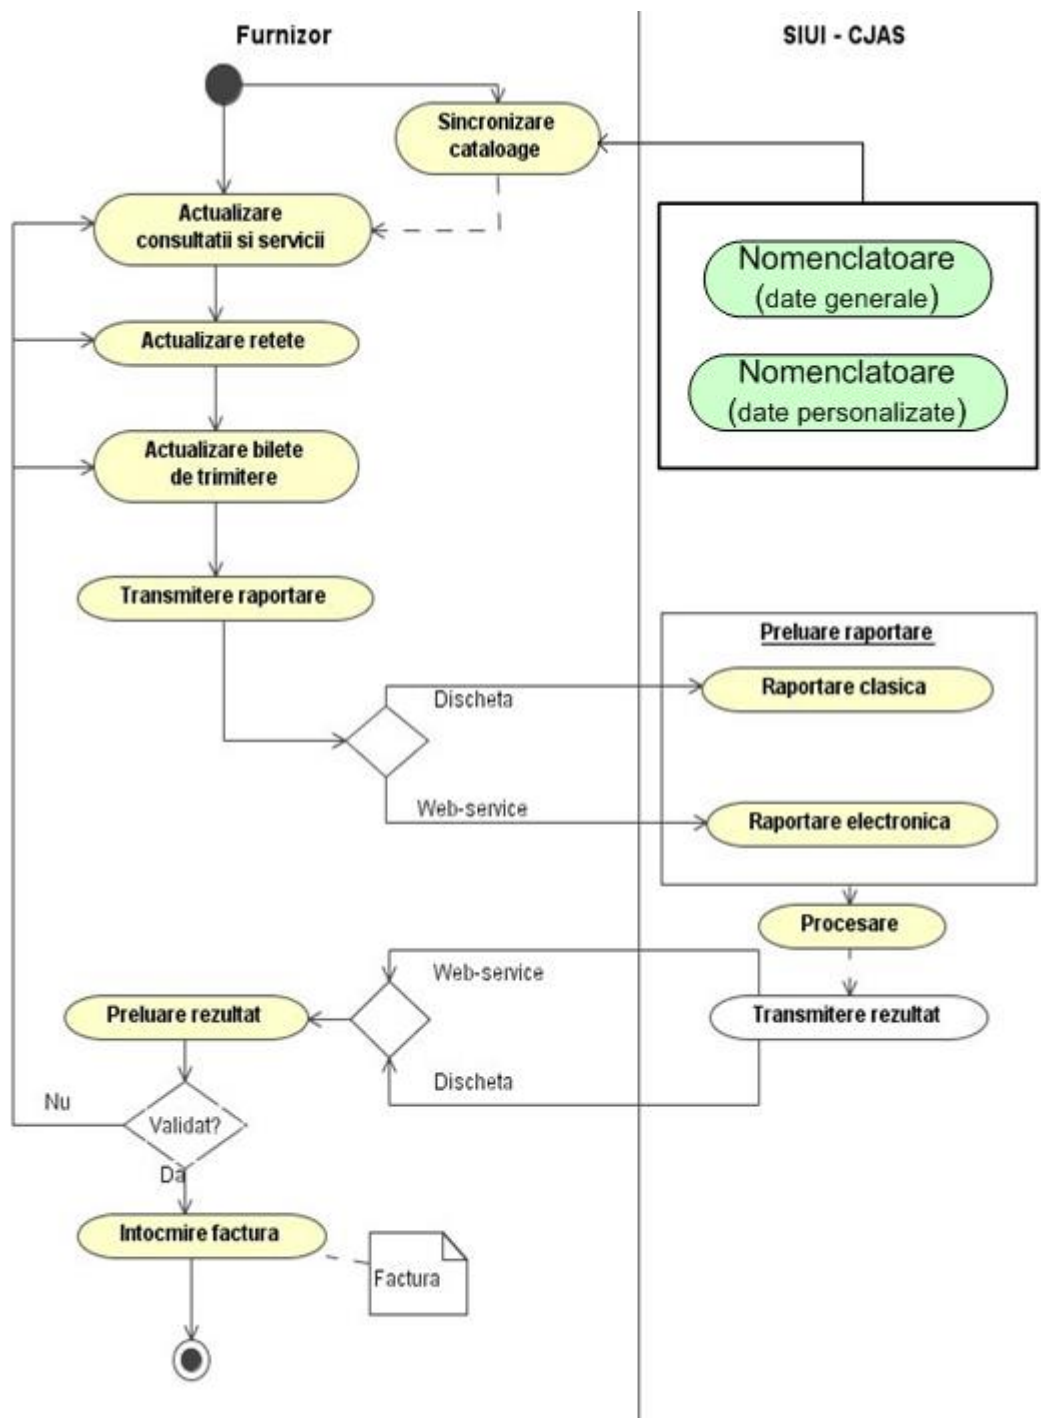 Furnizor
SIUI - CJAS
Sincronizare
cataloage
Actualizare
consultatii si servicii
Nomenclatoare
(date generale)
Actualizare retete
Nomenclatoare
(date personalizate)
Actualizare bilete
de trimitere
Transmitere raportare
Preluare raportare
Discheta
Raportare clasica
Web-service
Raportare electronica
Procesare
Web-service
Preluare rezultat
Transmitere rezultat
Discheta
Nu
Validat?
Da
Intocmire factura
Factura